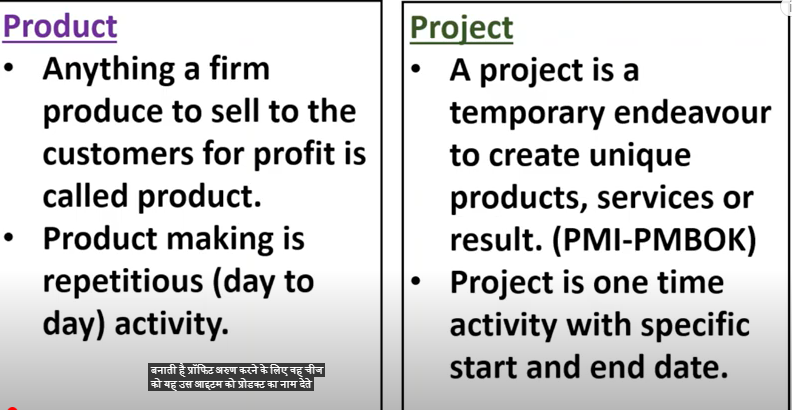 Product
• Anything a firm
produce to sell to the
customers for profit is
called product.
• Product making is
repetitious (day to
day) activity.
Project
• A project is a
temporary endeavour
to create unique
products, services or
result. (PMI-PMBOK)
• Project is one time
activity with specific
start and end date.
बनाती है प्रॉफिट अरुण करने के लिए वह चीज
को यह उस आइटम को प्रोडक्ट का नाम देते